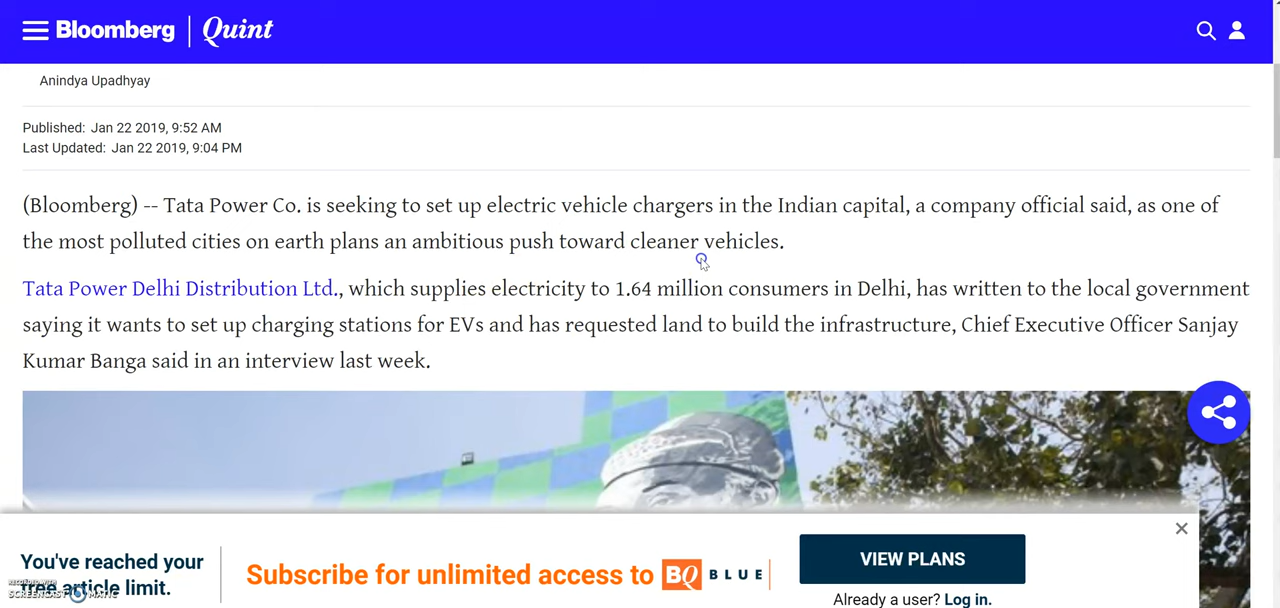 Bloomberg | Quint
Anindya Upadhyay
Published: Jan 22 2019, 9:52 AM
Last Updated: Jan 22 2019, 9:04 PM
(Bloomberg) -- Tata Power Co. is seeking to set up electric vehicle chargers in the Indian capital, a company official said, as one of
the most polluted cities on earth plans an ambitious push toward cleaner vehicles.
Tata Power Delhi Distribution Ltd., which supplies electricity to 1.64 million consumers in Delhi, has written to the local government
saying it wants to set up charging stations for EVs and has requested land to build the infrastructure, Chief Executive Officer Sanjay
Kumar Banga said in an interview last week.
You've reached your
free article limit.
Subscribe for unlimited access to BQ BLUE
VIEW PLANS
Already a user? Log in.
RECORDED WITH
SCREENCAST MATIC